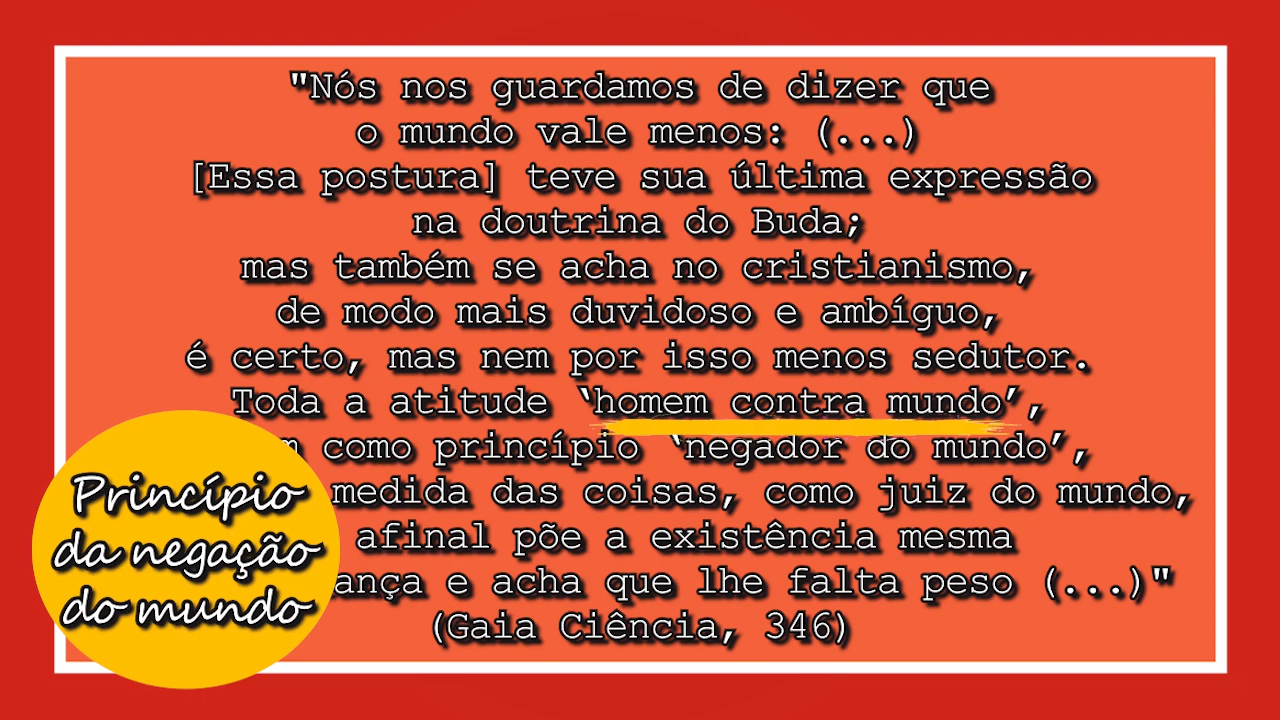 "Nós nos guardamos de dizer que
o mundo vale menos: (...)
[Essa postura] teve sua última expressão
na doutrina do Buda;
mas também se acha no cristianismo,
de modo mais duvidoso e ambíguo,
é certo, mas nem por isso menos sedutor.
Toda a atitude ‘homem contra mundo’,
como princípio ‘negador do mundo’,
medida das coisas, como juiz do mundo,
afinal põe a existência mesma
e acha que lhe falta peso (...)"
(Gaia Ciência, 346)
Princípio
da negação
do mundo